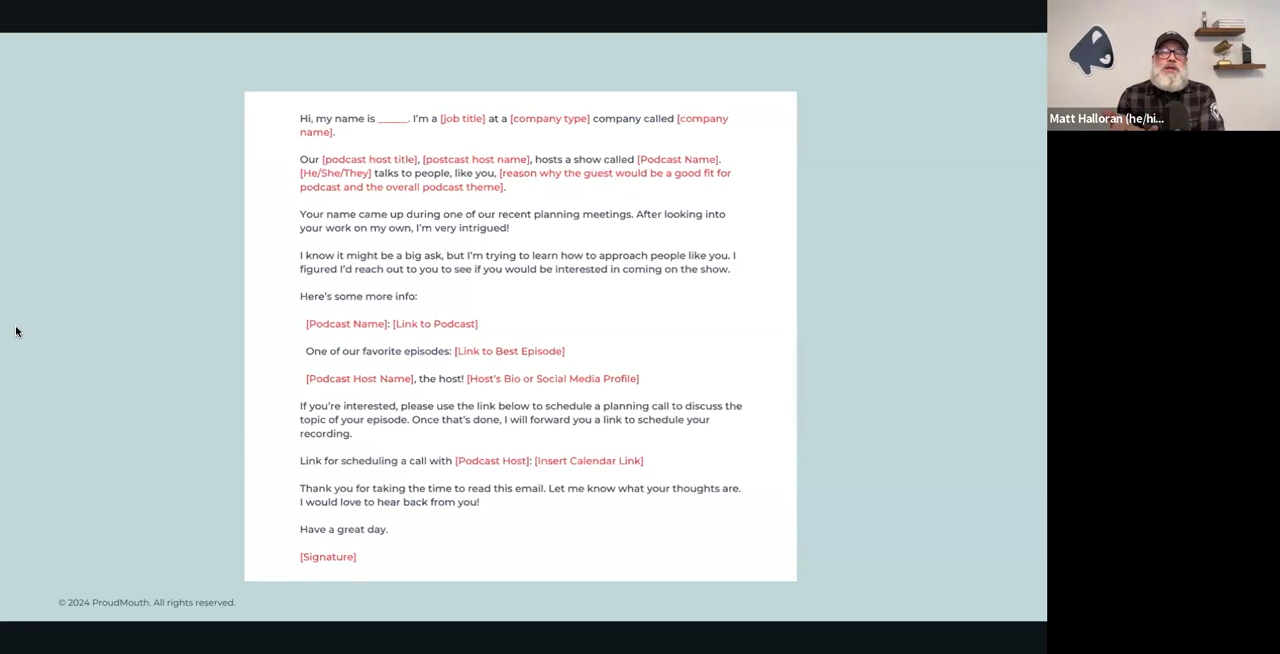 Hi, my name is ______. I'm a [job title] at a [company type] company called [company
name].
Our [podcast host title], [postcast host name], hosts a show called [Podcast Name].
[He/She/They] talks to people, like you, [reason why the guest would be a good fit for
podcast and the overall podcast theme].
Your name came up during one of our recent planning meetings. After looking into
your work on my own, I'm very intrigued!
I know it might be a big ask, but I'm trying to learn how to approach people like you. I
figured I'd reach out to you to see if you would be interested in coming on the show.
Here's some more info:
[Podcast Name]: [Link to Podcast]
One of our favorite episodes: [Link to Best Episode]
[Podcast Host Name], the host! [Host's Bio or Social Media Profile]
If you're interested, please use the link below to schedule a planning call to discuss the
topic of your episode. Once that's done, I will forward you a link to schedule your
recording.
Link for scheduling a call with [Podcast Host]: [Insert Calendar Link]
Thank you for taking the time to read this email. Let me know what your thoughts are.
I would love to hear back from you!
Have a great day.
[Signature]
© 2024 ProudMouth. All rights reserved.
Matt Halloran (he/hi...